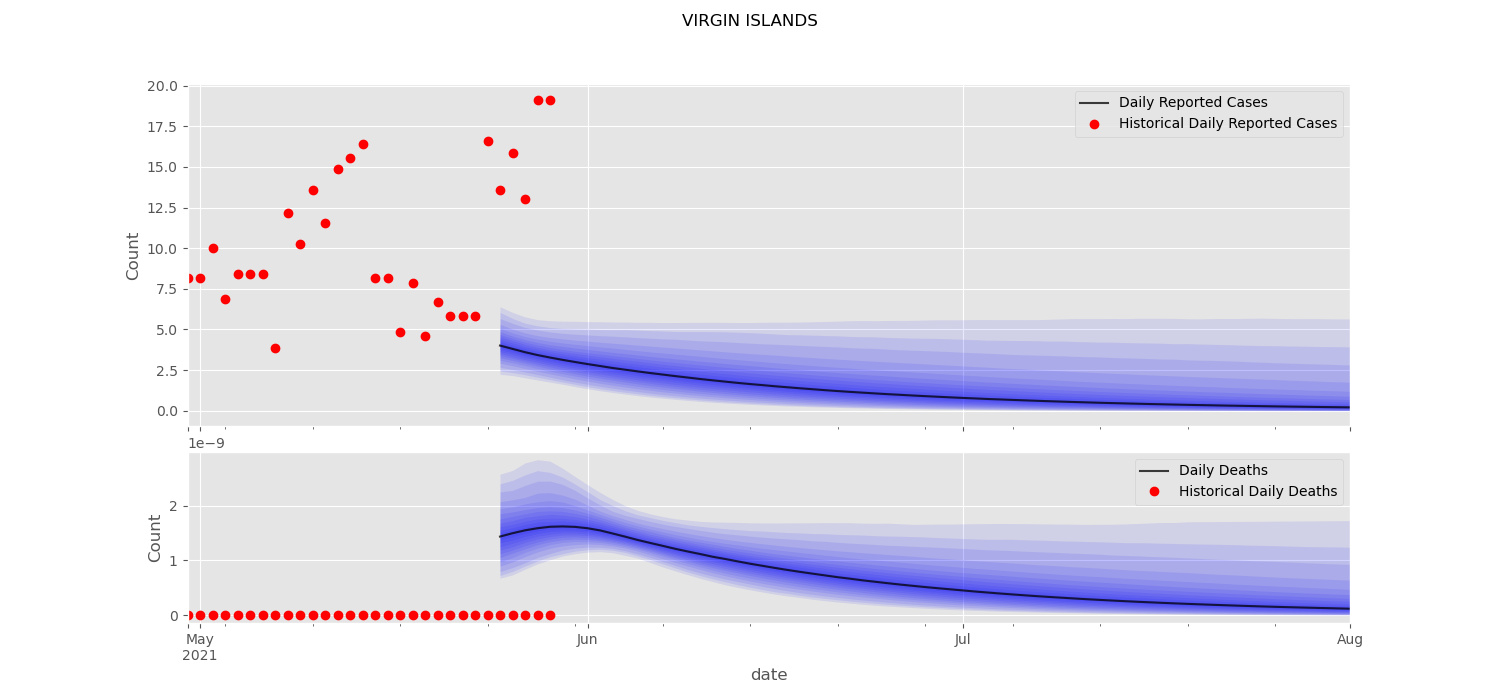 VIRGIN ISLANDS
20.0
17.5
15.0
12.5
10.0
7.5
5.0
2.5
0.0
Count
Daily Reported Cases
Historical Daily Reported Cases
1e−9
2
1
0
Count
Daily Deaths
Historical Daily Deaths
May
2021
Jun
Jul
Aug
date